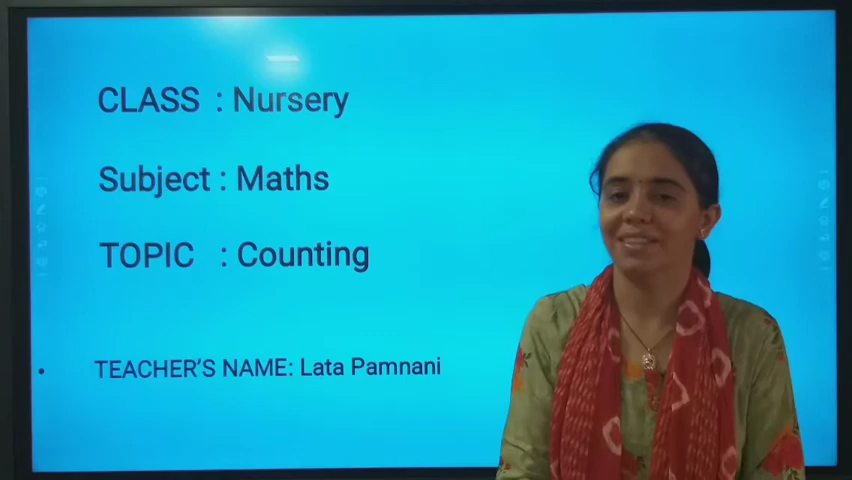 CLASS : Nursery
Subject : Maths
TOPIC : Counting
• TEACHER'S NAME: Lata Pamnani